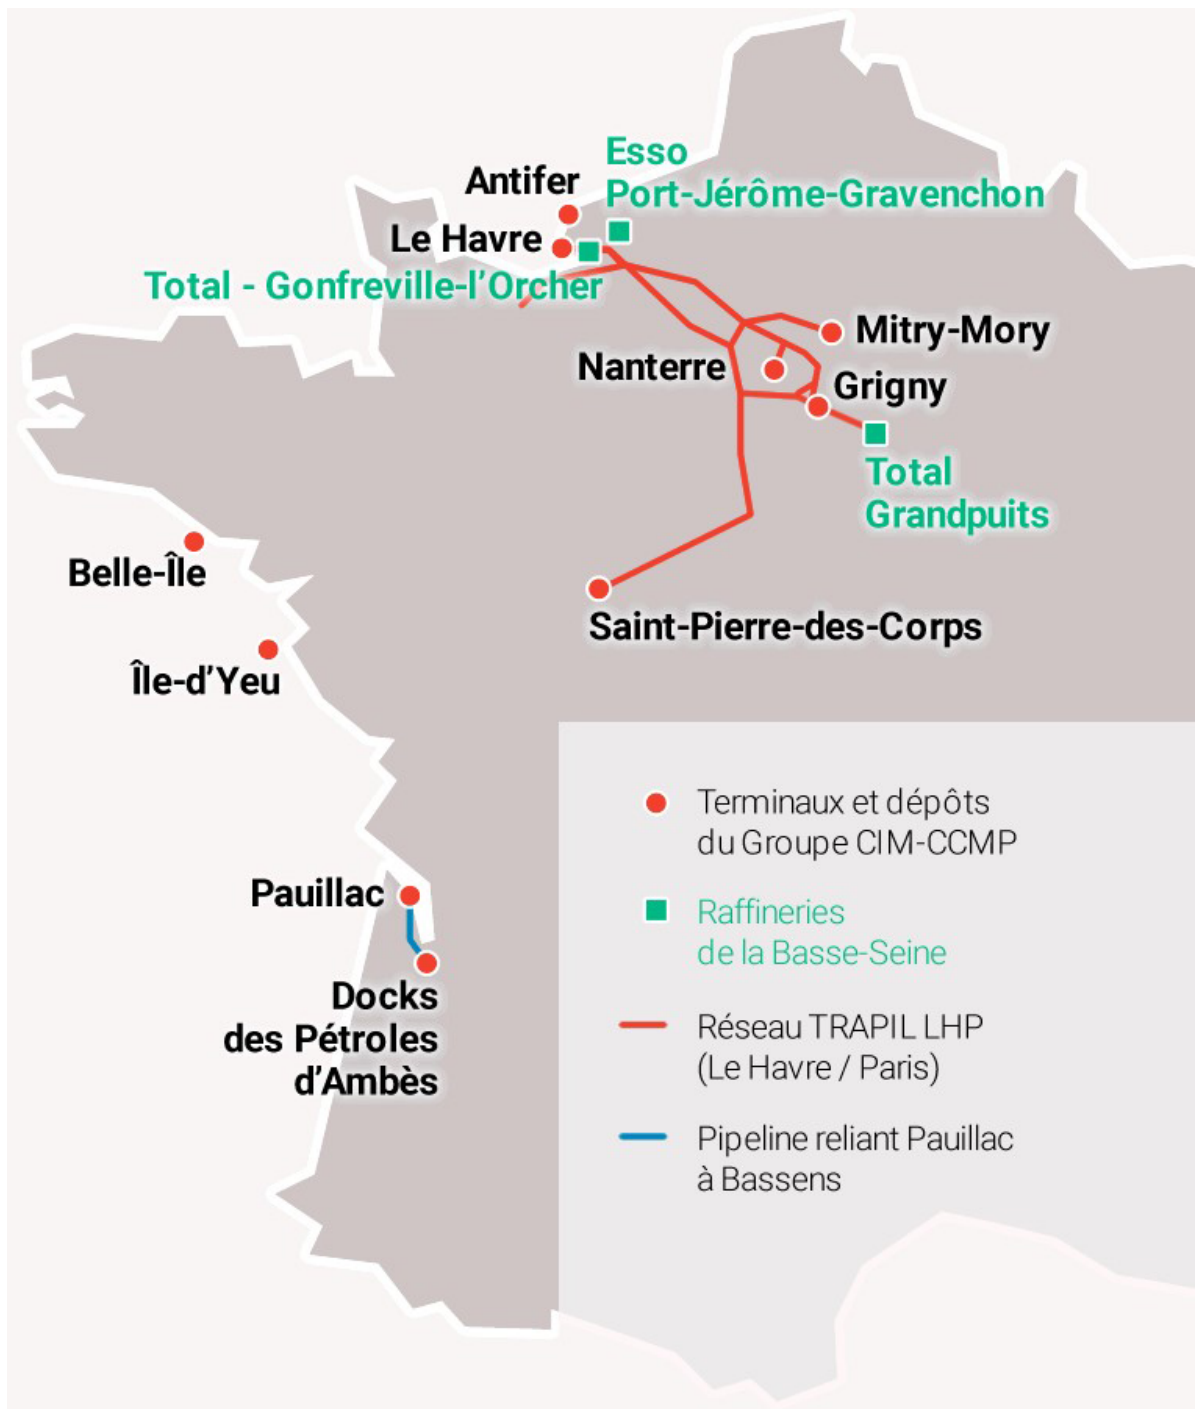 Esso
Port-Jérôme-Gravenchon
Antifer
Le Havre
Total - Gonfreville-l’Orcher
Mitry-Mory
Nanterre
Grigny
Total
Grandpuits
Belle-Île
Saint-Pierre-des-Corps
Île-d’Yeu
Terminaux et dépôts
du Groupe CIM-CCMP
Pauillac
Raffineries
de la Basse-Seine
Docks
des Pétroles
d’Ambès
Réseau TRAPIL LHP
(Le Havre / Paris)
Pipeline reliant Pauillac
à Bassens